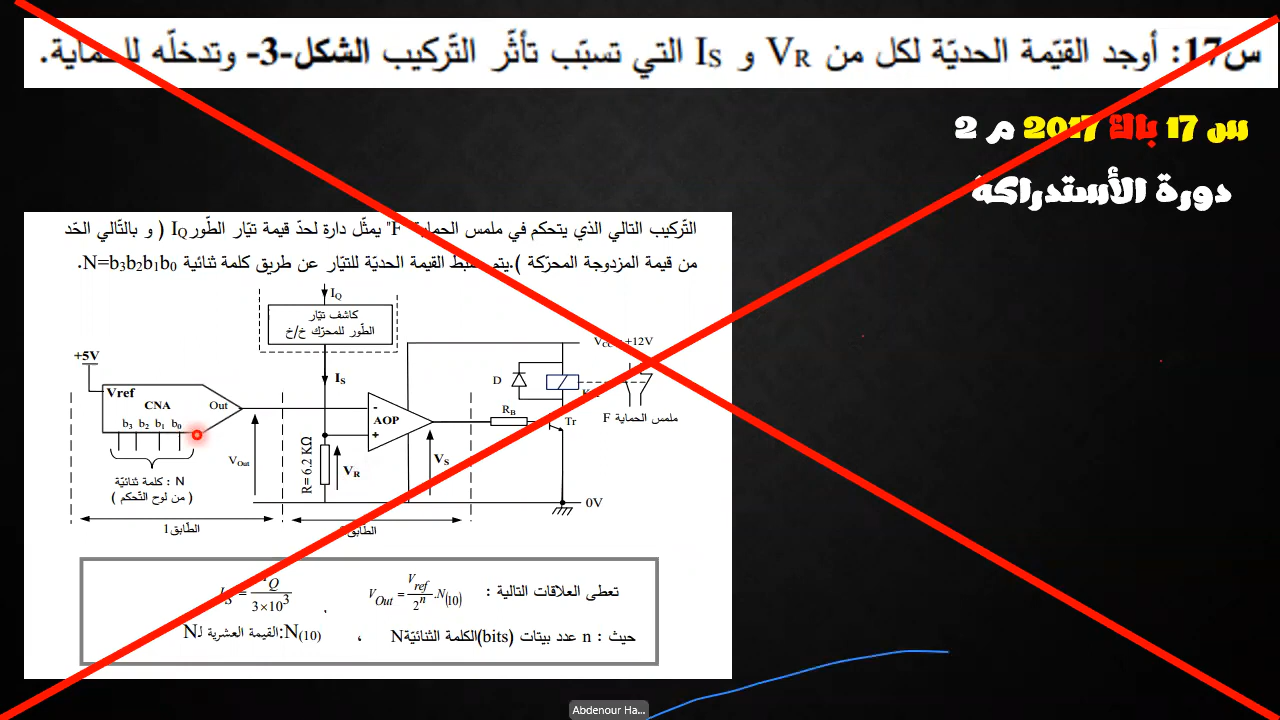 س17: أوجد القيّمة الحديّة لكل من VR و IS التي تسبّب تأثّر التّركيب الشكل-3- وتدخلّه للحماية.
س 17 باك 2017 م 2
دورة الأستدراكة
التّركيب التالي الذي يتحكم في ملمس الحماية "F" يمثّل دارة لحدّ قيمة تيّار الطّور IQ ( و بالتّالي الحّد
من قيمة المزدوجة المحرّكة ).يتم ضبط القيمة الحديّة للتيّار عن طريق كلمة ثنائية N=b3b2b1b0.
IQ
كاشف تيّار
الطّور للمحرّك خ/خ
Vcc=+12V
+5V
IS
D
Vref
CNA
Out
b3 b2 b1 b0
-
AOP
+
RB
Tr
ملمس الحماية F
VOut
R=6.2 KΩ
VR
VS
N : كلمة ثنائيّة
( من لوح التّحكم )
0V
الطّابق1
الطّابق
تعطى العلاقات التالية : VOut = Vref/2^n .N(10) , IS = IQ/3×10^3
حيث : n عدد بيتات (bits)الكلمة الثنائيّةN , N(10):القيمة العشرية لـN
Abdenour Ha...